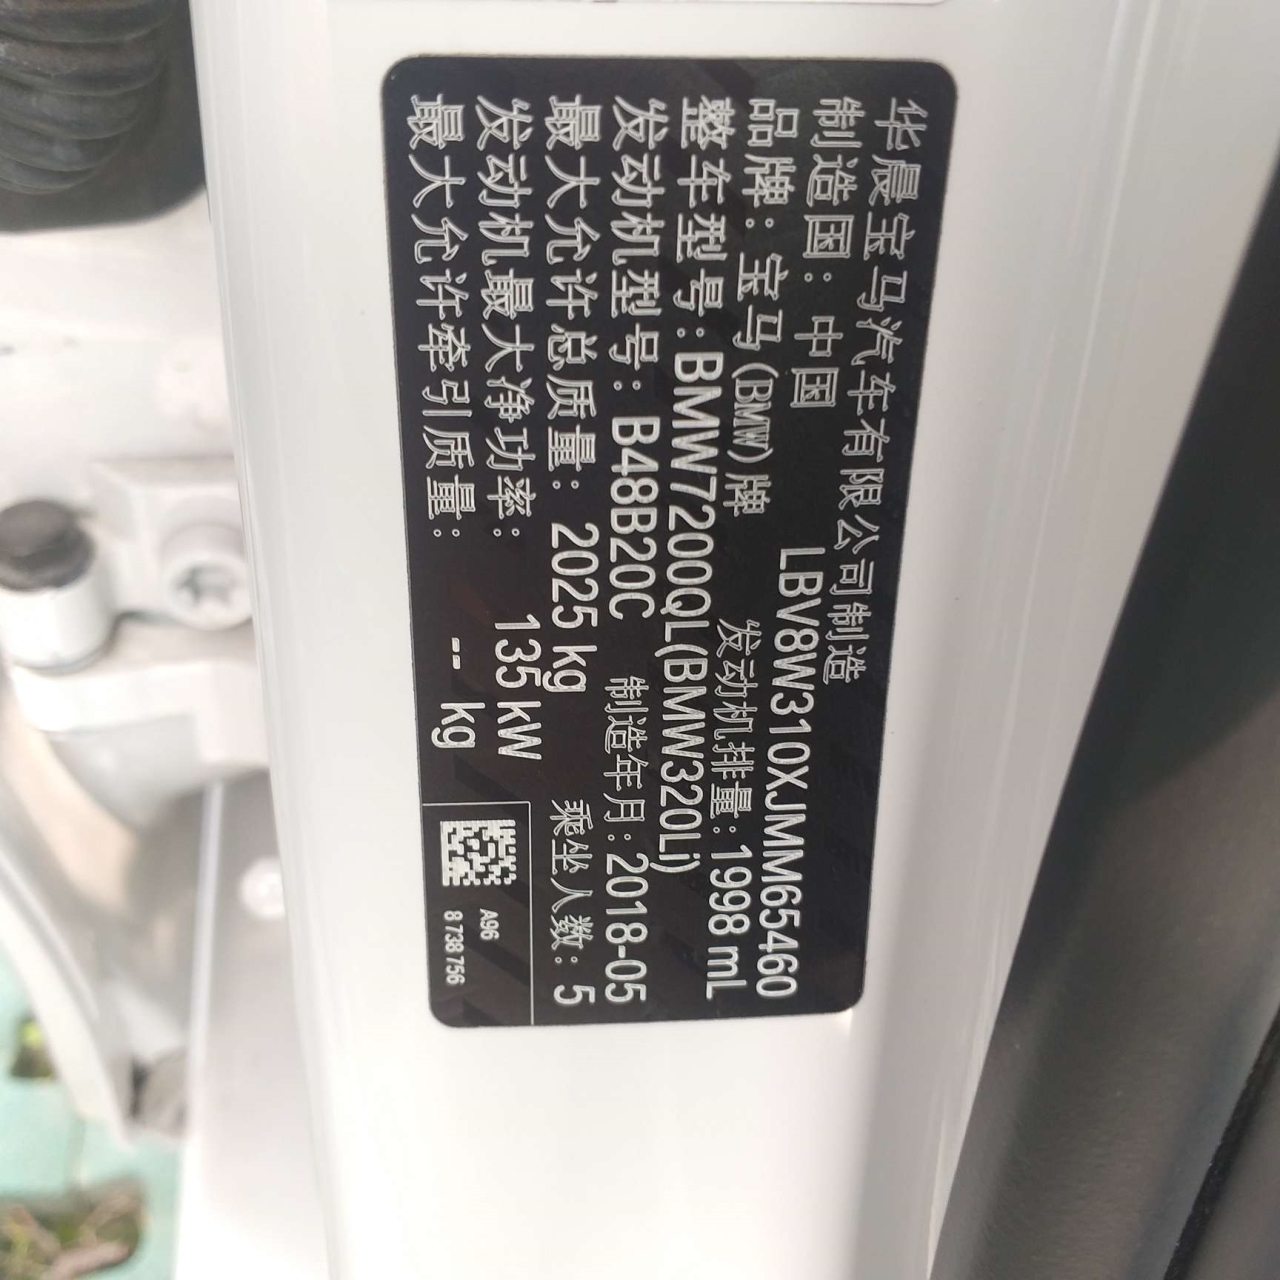 华晨宝马汽车有限公司制造
制造国：中国 LBV8W310XJMM65460
品牌：宝马(BMW)牌 发动机排量：1998 mL
整车型号：BMW7200QL(BMW320Li)
发动机型号：B48B20C 制造年月：2018-05
最大允许总质量：2025 kg 乘坐人数：5
发动机最大净功率：135 kW
最大允许牵引质量：-- kg
A96
8 738 756